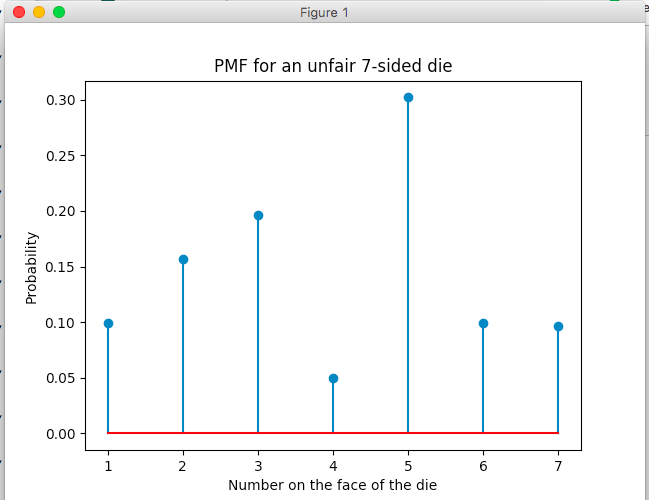 Figure 1
PMF for an unfair 7-sided die
0.30
0.25
0.20
0.15
0.10
0.05
0.00
Probability
1 2 3 4 5 6 7
Number on the face of the die